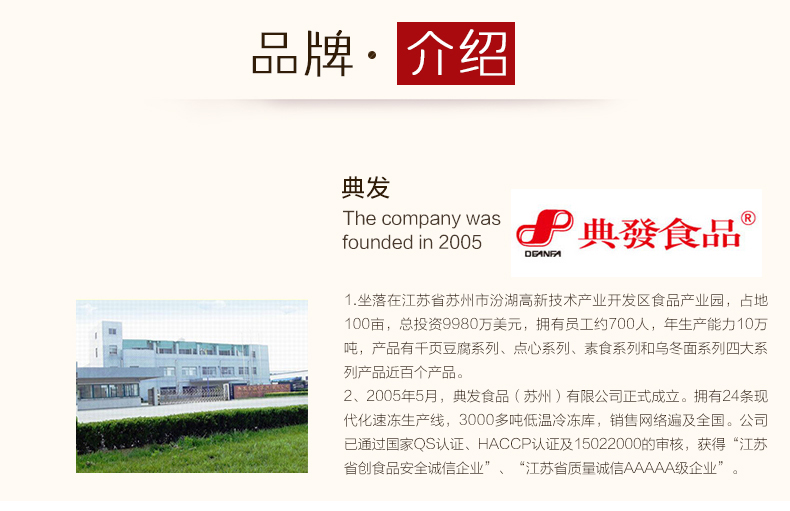 品牌·介绍
典发
The company was
founded in 2005
DEANFA
典發食品®
1.坐落在江苏省苏州市汾湖高新技术产业开发区食品产业园，占地
100亩，总投资9980万美元，拥有员工约700人，年生产能力10万
吨，产品有千页豆腐系列、点心系列、素食系列和乌冬面系列四大系
列产品近百个产品。
2、2005年5月，典发食品（苏州）有限公司正式成立。拥有24条现
代化速冻生产线，3000多吨低温冷冻库，销售网络遍及全国。公司
已通过国家QS认证、HACCP认证及15022000的审核，获得“江苏
省创食品安全诚信企业”、“江苏省质量诚信AAAAA级企业”。